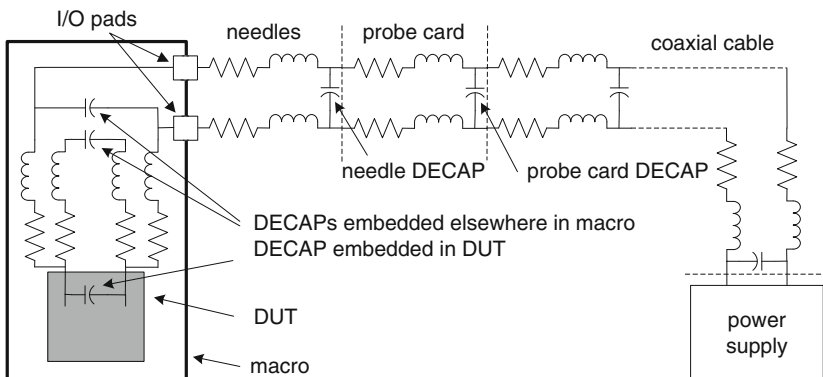 I/O pads
needles
probe card
coaxial cable
needle DECAP
probe card DECAP
DECAPs embedded elsewhere in macro
DECAP embedded in DUT
DUT
macro
power
supply